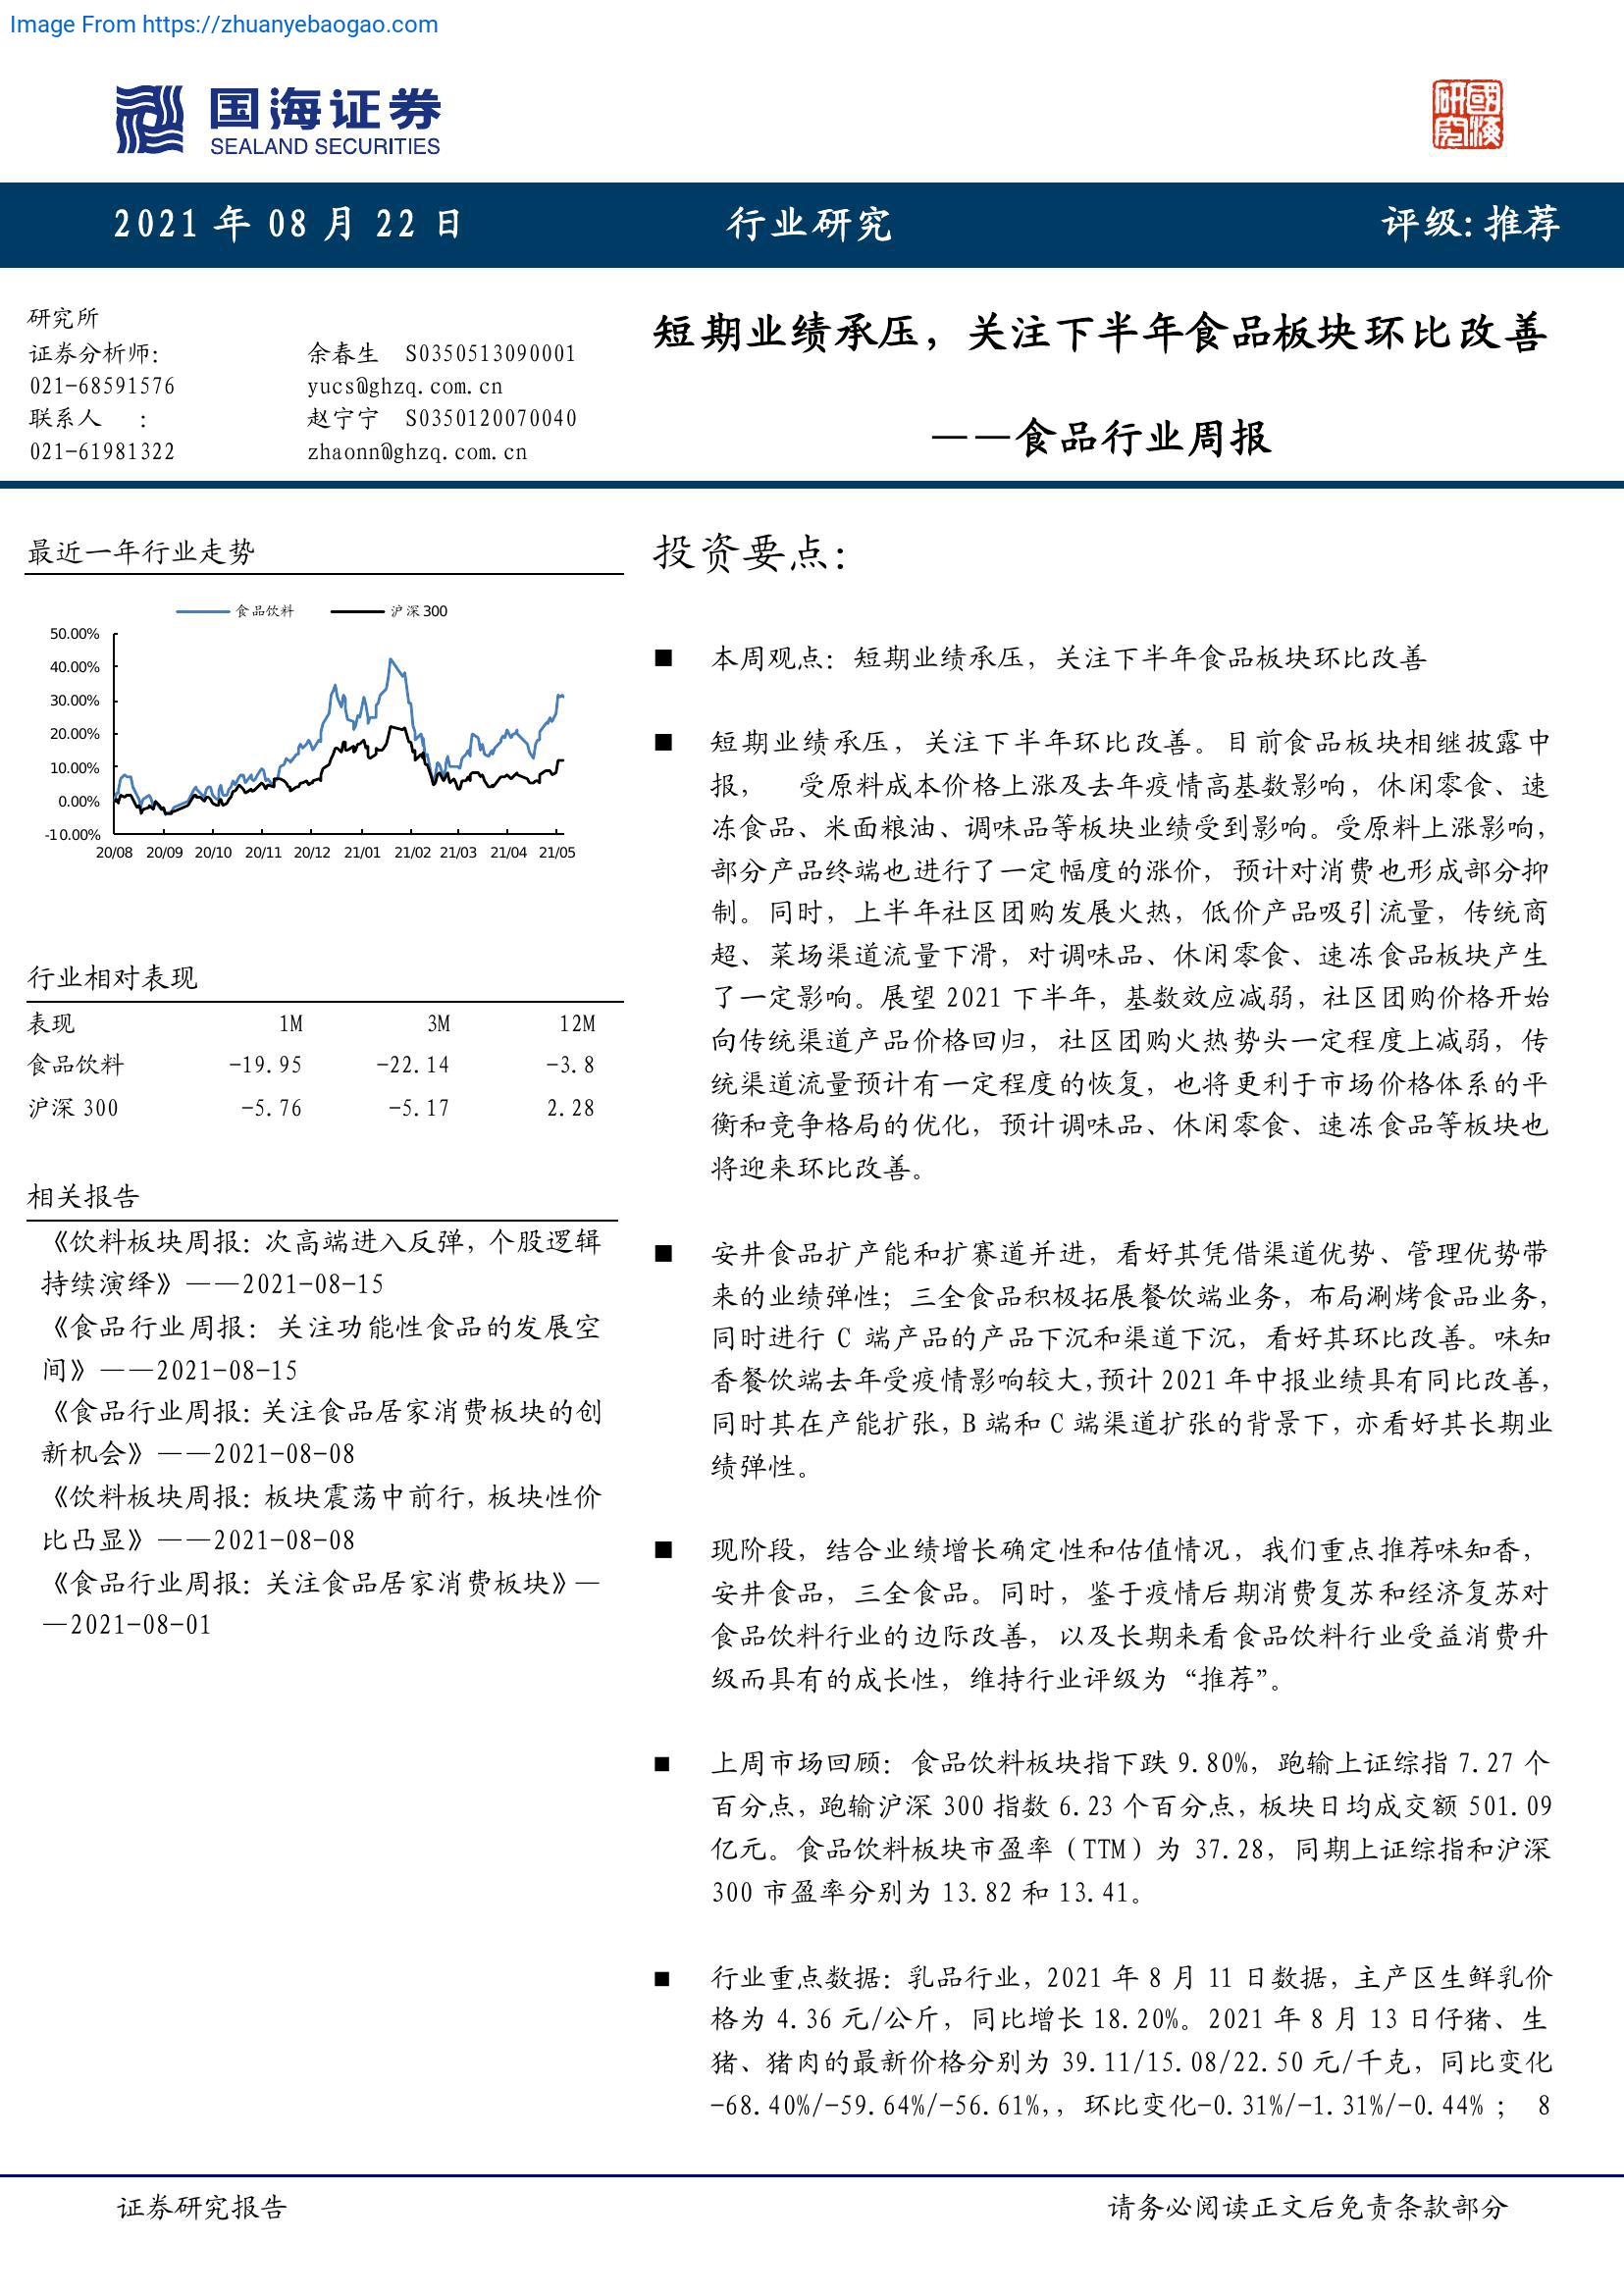 Image From https://zhuanyebaogao.com
国海证券
SEALAND SECURITIES
國海研究
2021 年 08 月 22 日
行业研究
评级:推荐
研究所
证券分析师：
余春生 S0350513090001
021-68591576
yucs@ghzq.com.cn
联系人 ：
赵宁宁 S0350120070040
021-61981322
zhaonn@ghzq.com.cn
短期业绩承压，关注下半年食品板块环比改善
——食品行业周报
最近一年行业走势
食品饮料 沪深300
50.00%
40.00%
30.00%
20.00%
10.00%
0.00%
-10.00%
20/08 20/09 20/10 20/11 20/12 21/01 21/02 21/03 21/04 21/05
行业相对表现
表现 1M 3M 12M
食品饮料 -19.95 -22.14 -3.8
沪深 300 -5.76 -5.17 2.28
相关报告
《饮料板块周报：次高端进入反弹，个股逻辑
持续演绎》——2021-08-15
《食品行业周报：关注功能性食品的发展空
间》——2021-08-15
《食品行业周报：关注食品居家消费板块的创
新机会》——2021-08-08
《饮料板块周报：板块震荡中前行，板块性价
比凸显》——2021-08-08
《食品行业周报：关注食品居家消费板块》—
—2021-08-01
投资要点：
■ 本周观点：短期业绩承压，关注下半年食品板块环比改善
■ 短期业绩承压，关注下半年环比改善。目前食品板块相继披露中
报， 受原料成本价格上涨及去年疫情高基数影响，休闲零食、速
冻食品、米面粮油、调味品等板块业绩受到影响。受原料上涨影响，
部分产品终端也进行了一定幅度的涨价，预计对消费也形成部分抑
制。同时，上半年社区团购发展火热，低价产品吸引流量，传统商
超、菜场渠道流量下滑，对调味品、休闲零食、速冻食品板块产生
了一定影响。展望 2021 下半年，基数效应减弱，社区团购价格开始
向传统渠道产品价格回归，社区团购火热势头一定程度上减弱，传
统渠道流量预计有一定程度的恢复，也将更利于市场价格体系的平
衡和竞争格局的优化，预计调味品、休闲零食、速冻食品等板块也
将迎来环比改善。
■ 安井食品扩产能和扩赛道并进，看好其凭借渠道优势、管理优势带
来的业绩弹性；三全食品积极拓展餐饮端业务，布局涮烤食品业务，
同时进行 C 端产品的产品下沉和渠道下沉，看好其环比改善。味知
香餐饮端去年受疫情影响较大，预计 2021 年中报业绩具有同比改善，
同时其在产能扩张，B 端和 C 端渠道扩张的背景下，亦看好其长期业
绩弹性。
■ 现阶段，结合业绩增长确定性和估值情况，我们重点推荐味知香，
安井食品，三全食品。同时，鉴于疫情后期消费复苏和经济复苏对
食品饮料行业的边际改善，以及长期来看食品饮料行业受益消费升
级而具有的成长性，维持行业评级为“推荐”。
■ 上周市场回顾：食品饮料板块指下跌 9.80%，跑输上证综指 7.27 个
百分点，跑输沪深 300 指数 6.23 个百分点，板块日均成交额 501.09
亿元。食品饮料板块市盈率（TTM）为 37.28，同期上证综指和沪深
300 市盈率分别为 13.82 和 13.41。
■ 行业重点数据：乳品行业，2021 年 8 月 11 日数据，主产区生鲜乳价
格为 4.36 元/公斤，同比增长 18.20%。2021 年 8 月 13 日仔猪、生
猪、猪肉的最新价格分别为 39.11/15.08/22.50 元/千克，同比变化
-68.40%/-59.64%/-56.61%,，环比变化-0.31%/-1.31%/-0.44% ； 8
证券研究报告
请务必阅读正文后免责条款部分